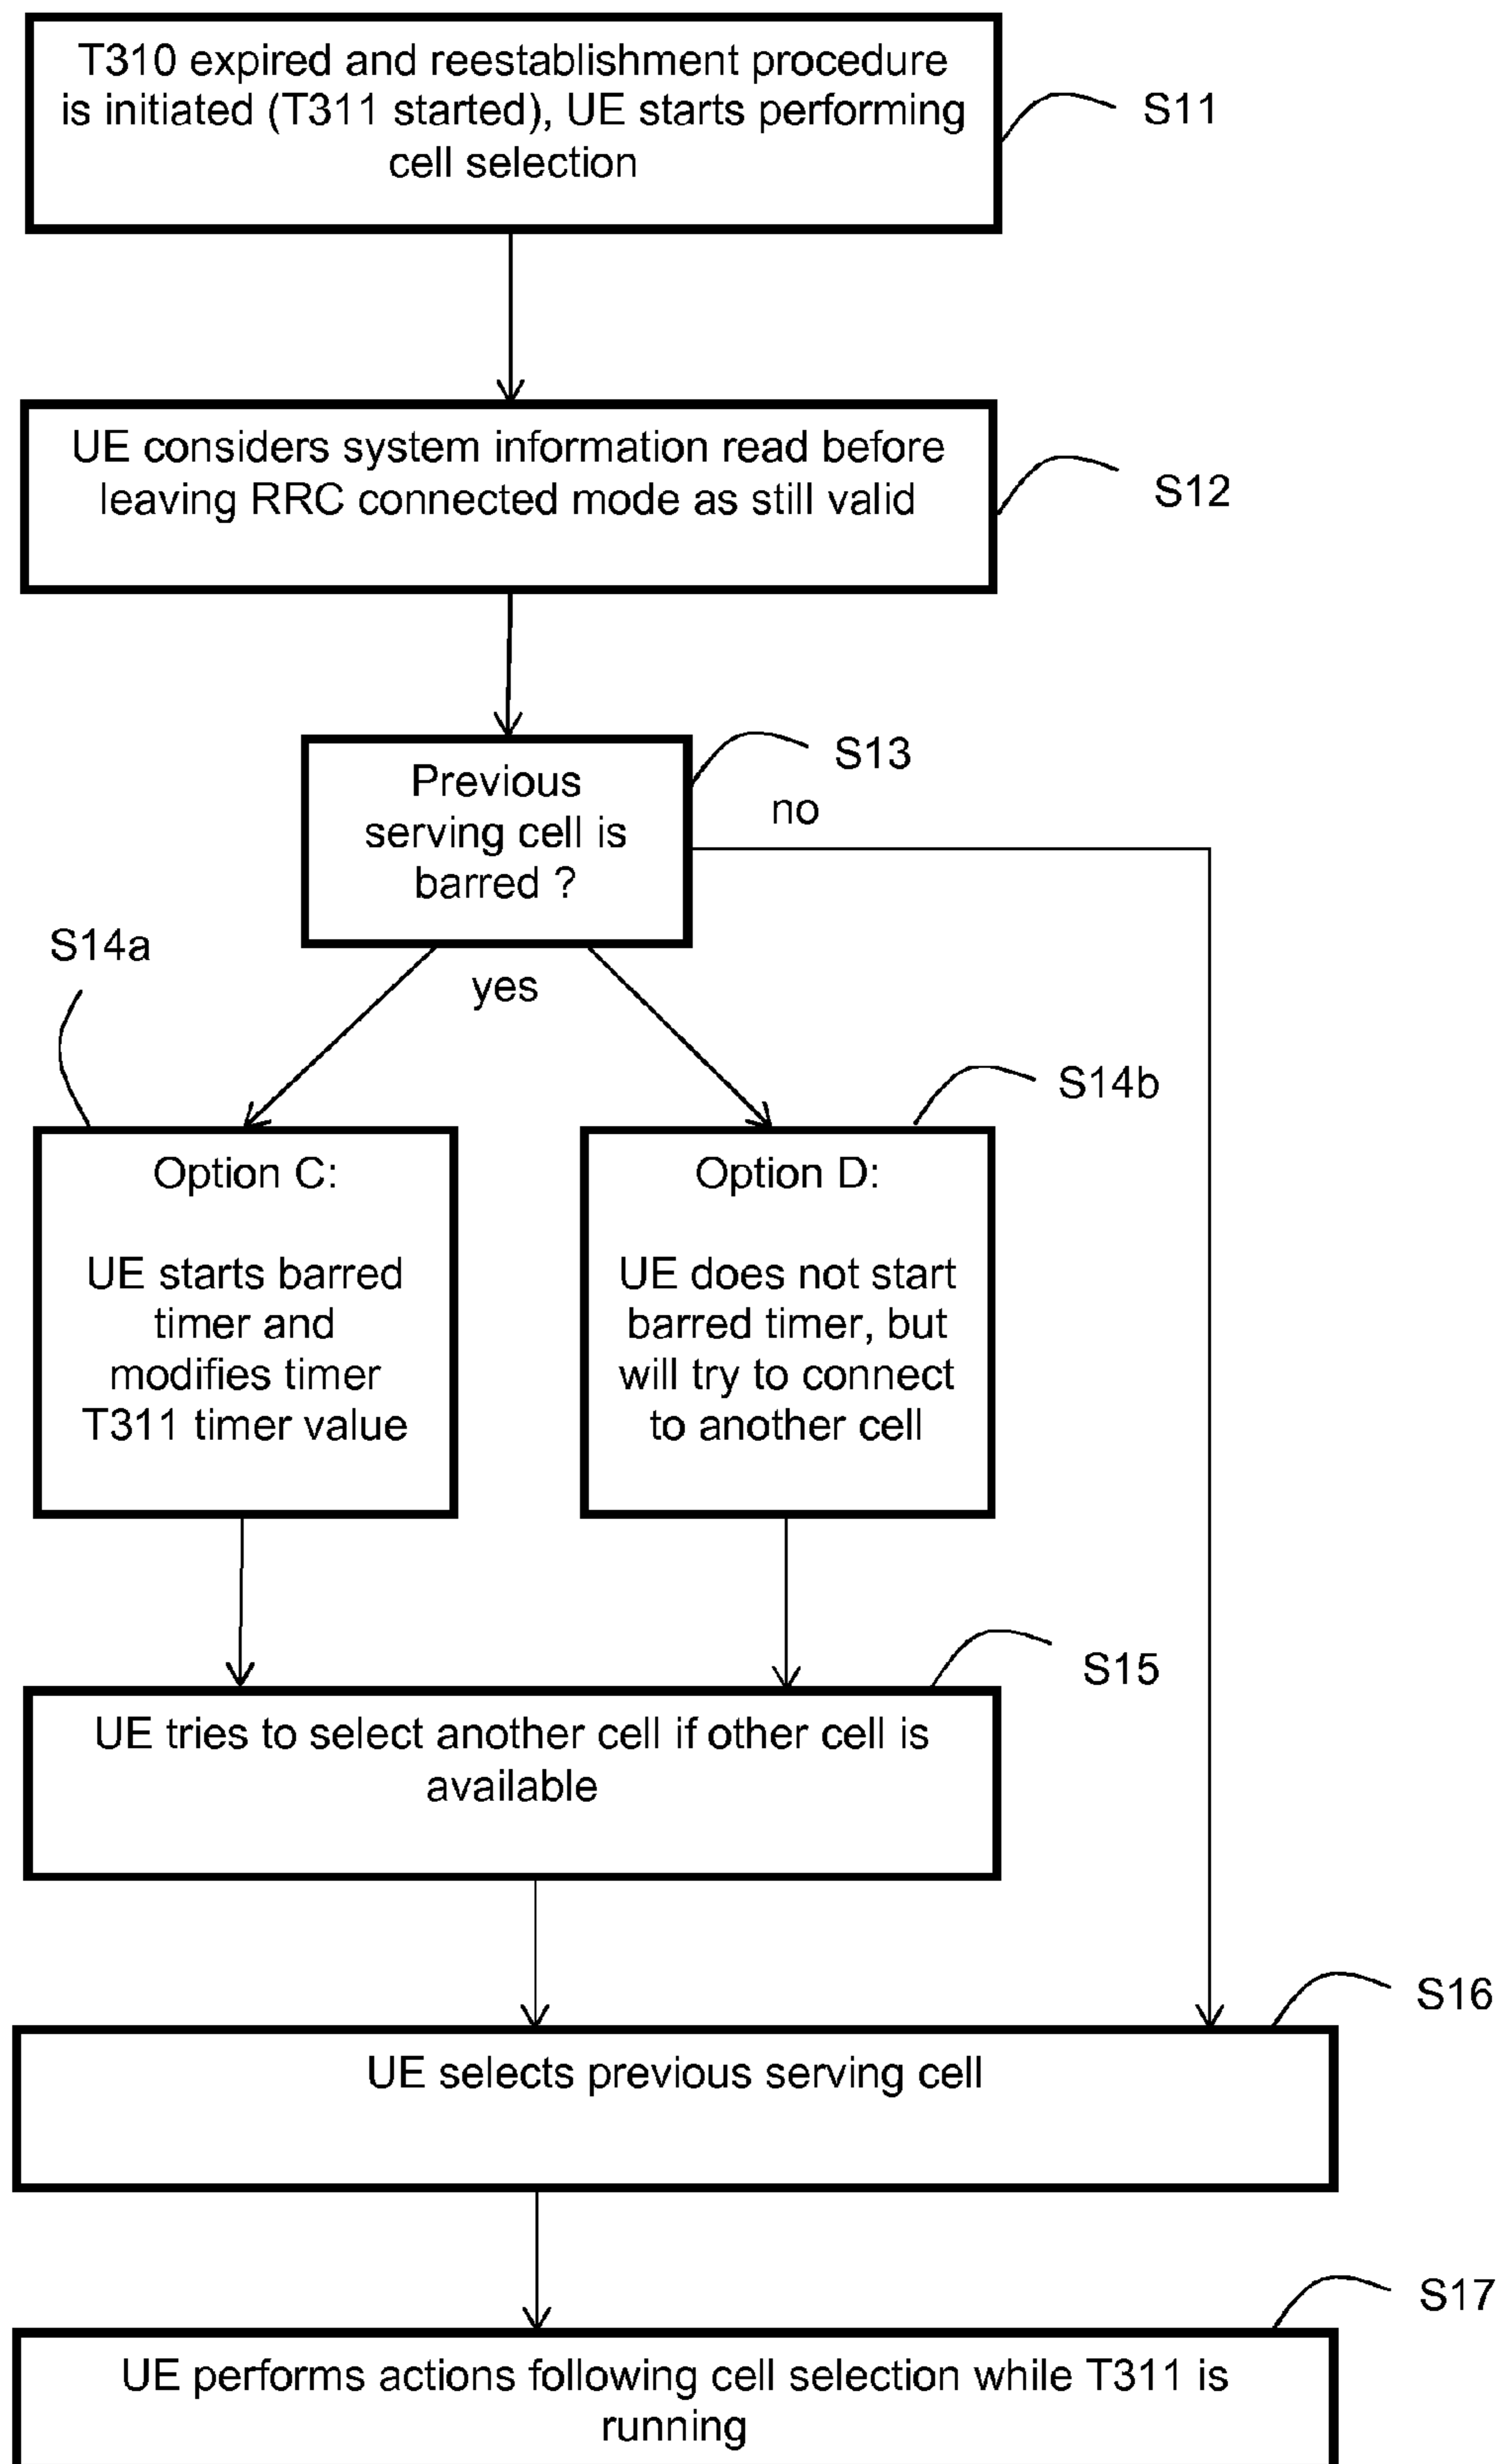 T310 expired and reestablishment procedure
is initiated (T311 started), UE starts performing
cell selection
S11
UE considers system information read before
leaving RRC connected mode as still valid
S12
Previous
serving cell is
barred ?
S13
no
yes
S14a
S14b
Option C:
UE starts barred
timer and
modifies timer
T311 timer value
Option D:
UE does not start
barred timer, but
will try to connect
to another cell
S15
UE tries to select another cell if other cell is
available
S16
UE selects previous serving cell
S17
UE performs actions following cell selection while T311 is
running